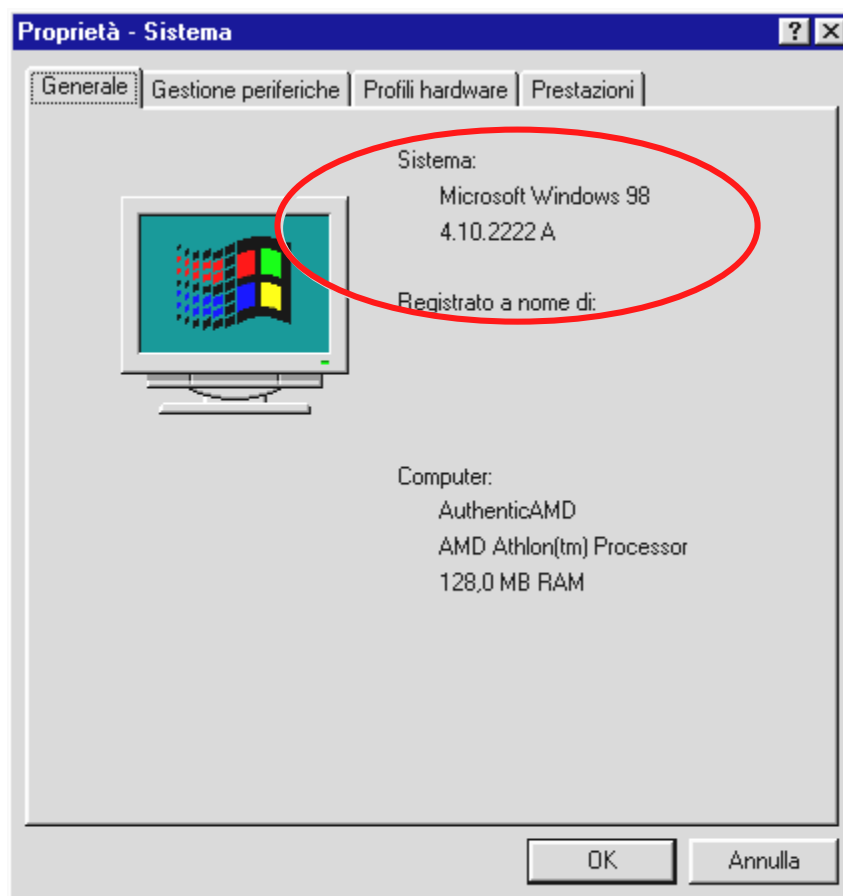 Proprietà - Sistema
Generale Gestione periferiche Profili hardware Prestazioni
Sistema:
Microsoft Windows 98
4.10.2222 A
Registrato a nome di:
Computer:
AuthenticAMD
AMD Athlon(tm) Processor
128,0 MB RAM
OK Annulla